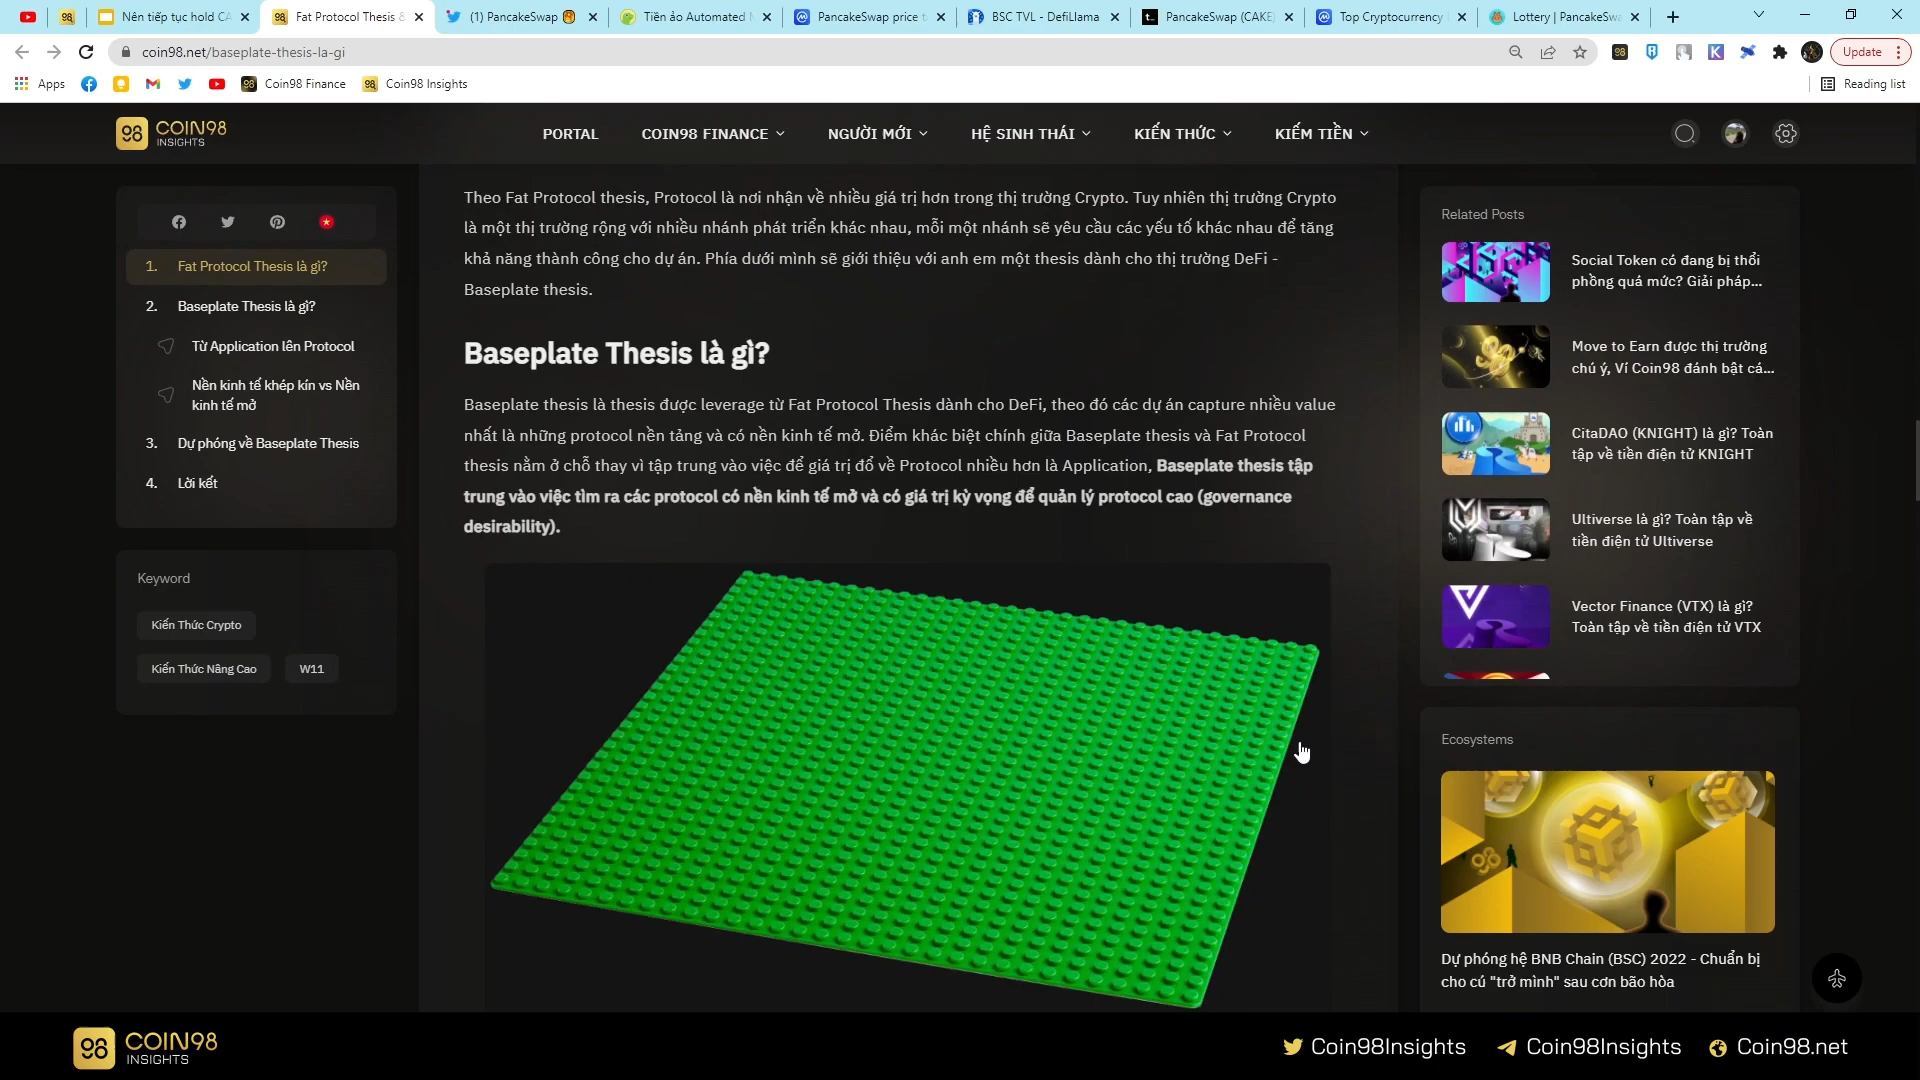 Nên tiếp tục hold CA
Fat Protocol Thesis &
(1) PancakeSwap
Tiền ảo Automated M
PancakeSwap price t
BSC TVL - DefiLlama
PancakeSwap (CAKE)
Top Cryptocurrency
Lottery | PancakeSwa
coin98.net/baseplate-thesis-la-gi
Update
Apps
Coin98 Finance
Coin98 Insights
Reading list
COIN98
INSIGHTS
PORTAL
COIN98 FINANCE
NGƯỜI MỚI
HỆ SINH THÁI
KIẾN THỨC
KIẾM TIỀN
1. Fat Protocol Thesis là gì?
2. Baseplate Thesis là gì?
Từ Application lên Protocol
Nền kinh tế khép kín vs Nền
kinh tế mở
3. Dự phóng về Baseplate Thesis
4. Lời kết
Keyword
Kiến Thức Crypto
Kiến Thức Nâng Cao
W11
Theo Fat Protocol thesis, Protocol là nơi nhận về nhiều giá trị hơn trong thị trường Crypto. Tuy nhiên thị trường Crypto
là một thị trường rộng với nhiều nhánh phát triển khác nhau, mỗi một nhánh sẽ yêu cầu các yếu tố khác nhau để tăng
khả năng thành công cho dự án. Phía dưới mình sẽ giới thiệu với anh em một thesis dành cho thị trường DeFi -
Baseplate thesis.
Baseplate Thesis là gì?
Baseplate thesis là thesis được leverage từ Fat Protocol Thesis dành cho DeFi, theo đó các dự án capture nhiều value
nhất là những protocol nền tảng và có nền kinh tế mở. Điểm khác biệt chính giữa Baseplate thesis và Fat Protocol
thesis nằm ở chỗ thay vì tập trung vào việc để giá trị đổ về Protocol nhiều hơn là Application, Baseplate thesis tập
trung vào việc tìm ra các protocol có nền kinh tế mở và có giá trị kỳ vọng để quản lý protocol cao (governance
desirability).
Related Posts
Social Token có đang bị thổi
phồng quá mức? Giải pháp...
Move to Earn được thị trường
chú ý, Ví Coin98 đánh bật cá...
CitaDAO (KNIGHT) là gì? Toàn
tập về tiền điện tử KNIGHT
Ultiverse là gì? Toàn tập về
tiền điện tử Ultiverse
Vector Finance (VTX) là gì?
Toàn tập về tiền điện tử VTX
Ecosystems
Dự phóng hệ BNB Chain (BSC) 2022 - Chuẩn bị
cho cú "trở mình" sau cơn bão hòa
COIN98
INSIGHTS
Coin98Insights
Coin98Insights
Coin98.net